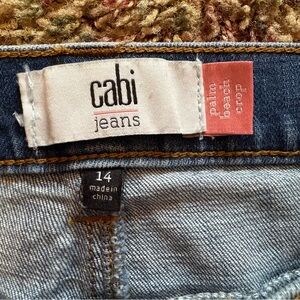 cabi
jeans
palm
beach
crop
14
made in
china